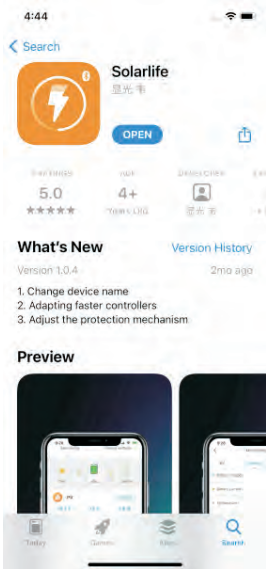 4:44
Search
Solarlife
OPEN
5.0
4+
★★★★★
What's New
Version History
Version 1.0.4
2mo ago
1. Change device name
2. Adapting faster controllers
3. Adjust the protection mechanism
Preview
Today
Games
Search